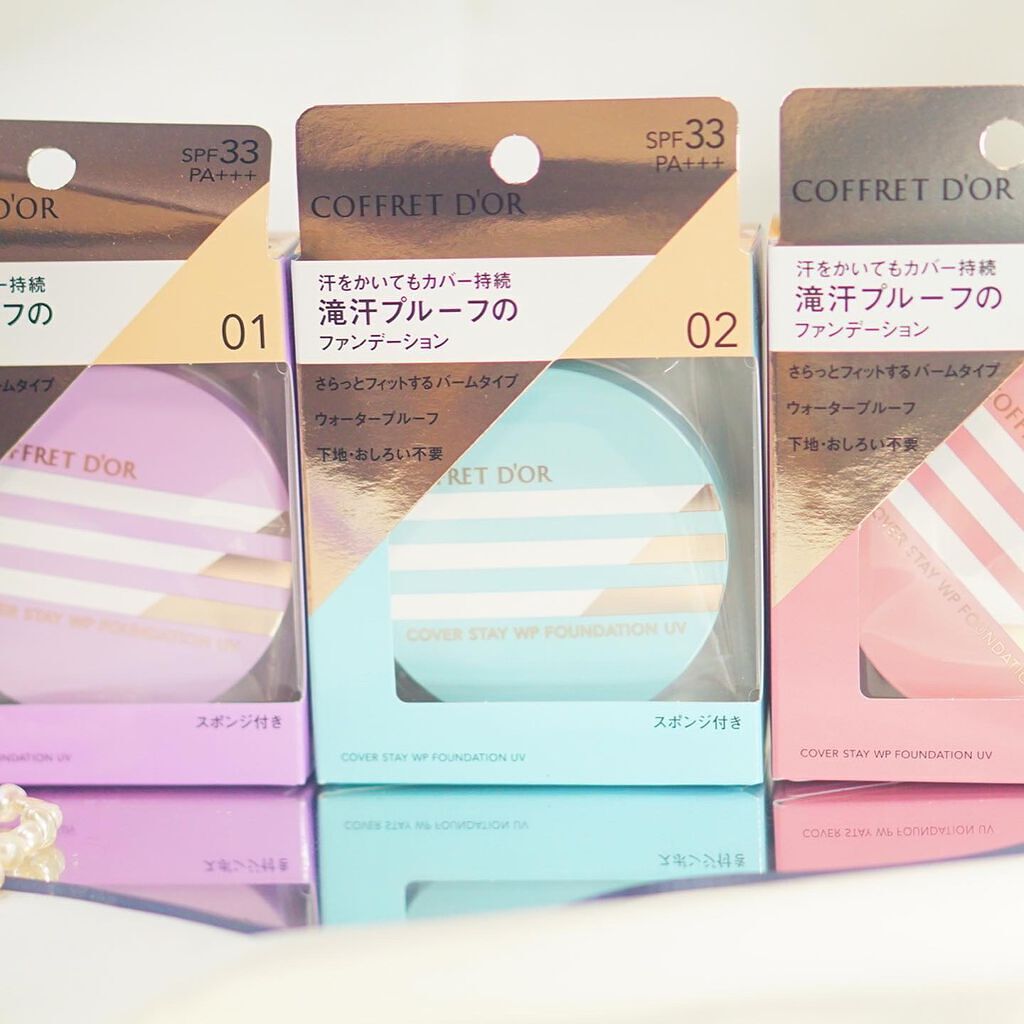 SPF33
PA+++
D'OR
ー持続
フの
01
ームタイプ
FFRET D'OR
STAY WP FOUNDATION UV
スポンジ付き
NDATION UV
SPF33
PA+++
COFFRET D'OR
汗をかいてもカバー持続
滝汗プルーフの
ファンデーション
02
さらっとフィットするバームタイプ
ウォータープルーフ
下地・おしろい不要
FRET D'OR
COVER STAY WP FOUNDATION UV
スポンジ付き
COVER STAY WP FOUNDATION UV
COFFRET D'OR
汗をかいてもカバー持続
滝汗プルーフの
ファンデーション
さらっとフィットするバームタイプ
ウォータープルーフ
下地・おしろい不要
COVER STAY WP FOUNDATIO
COVER STAY WP FOUNDATION UV